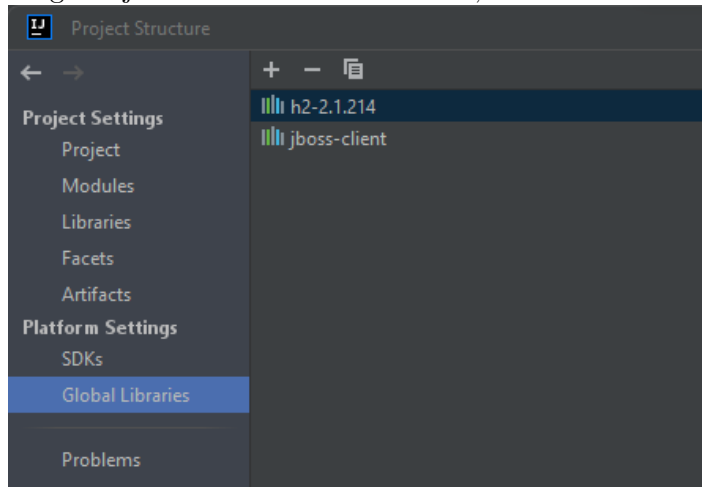 IJ Project Structure
Project Settings
Project
Modules
Libraries
Facets
Artifacts
Platform Settings
SDKs
Global Libraries
Problems
h2-2.1.214
jboss-client